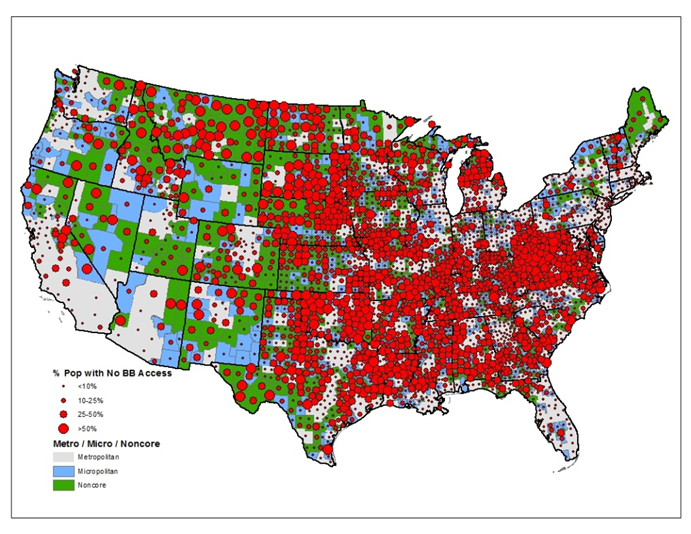 % Pop with No BB Access
<10%
10-25%
25-50%
>50%
Metro / Micro / Noncore
Metropolitan
Micropolitan
Noncore